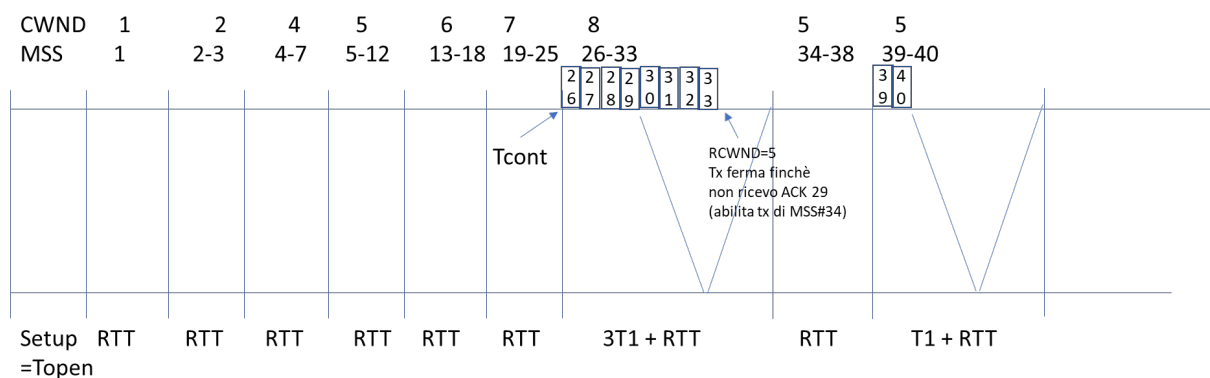 CWND 1 2 4 5 6 7 8 5 5
MSS 1 2-3 4-7 5-12 13-18 19-25 26-33 34-38 39-40
26 27 28 29 30 31 32 33 39 40
Tcont
RCWND=5
Tx ferma finchè
non ricevo ACK 29
(abilita tx di MSS#34)
Setup RTT RTT RTT RTT RTT RTT 3T1 + RTT RTT T1 + RTT
=Topen